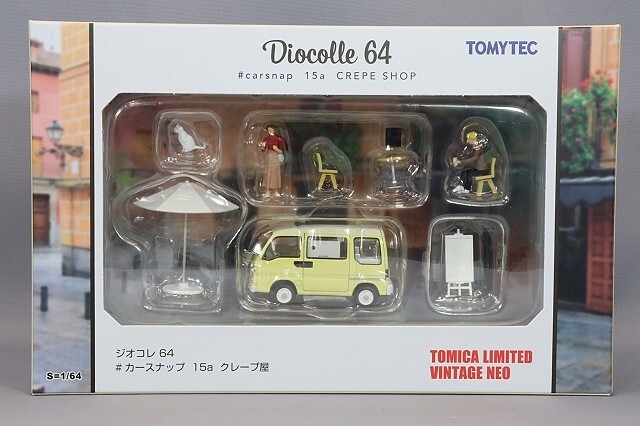 Diocolle 64
TOMYTEC
#carsnap 15a CREPE SHOP
ジオコレ 64
# カースナップ 15a クレープ屋
TOMICA LIMITED
VINTAGE NEO
S=1/64